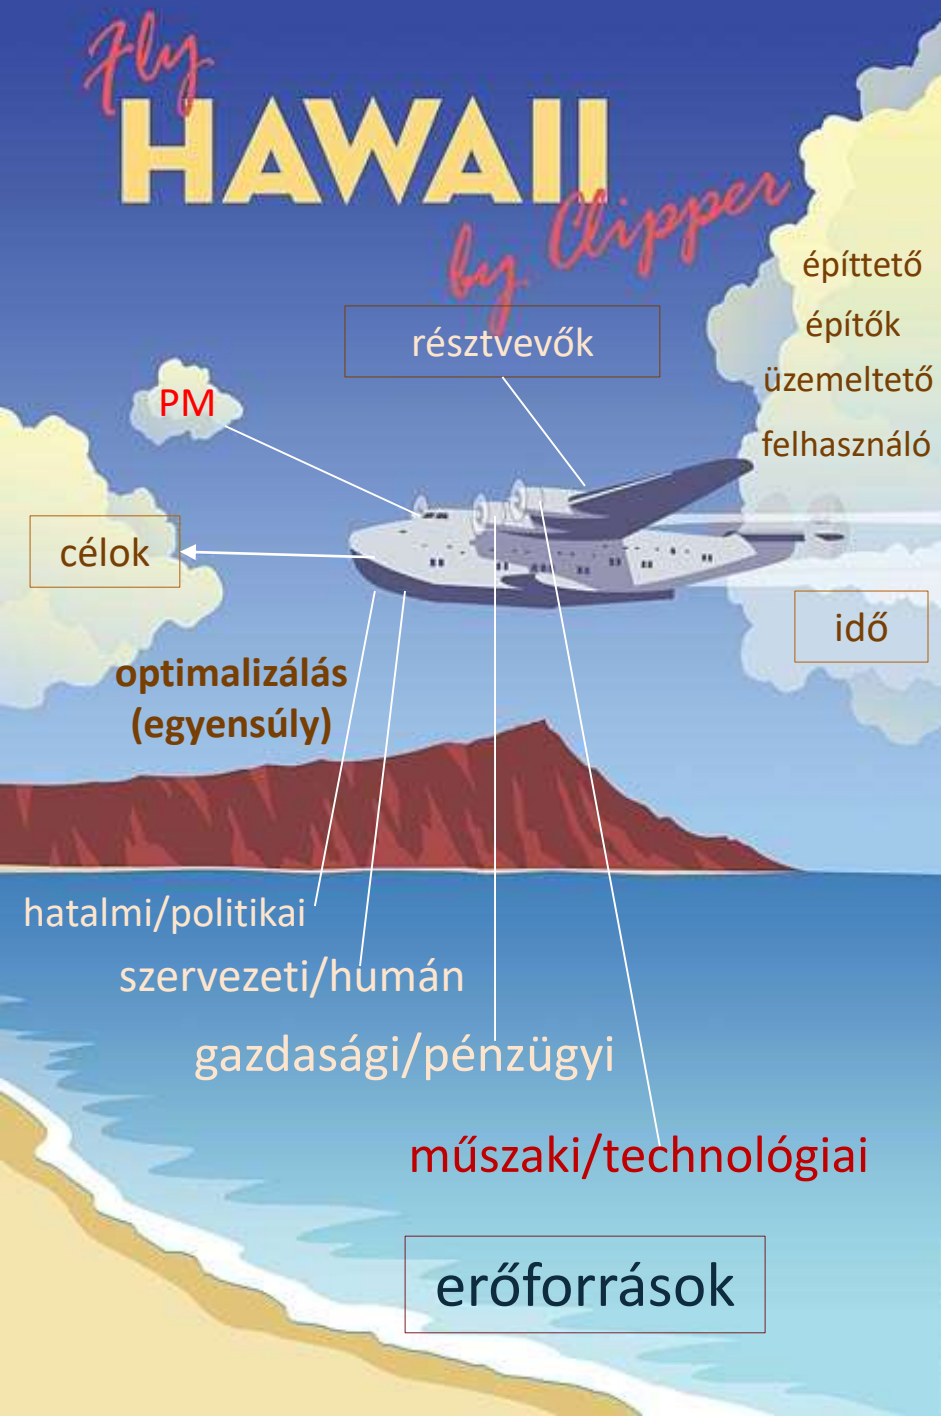 Fly
HAWAII
by Clipper
építtető
építők
résztvevők
üzemeltető
PM
felhasználó
célok
idő
optimalizálás
(egyensúly)
hatalmi/politikai
szervezeti/humán
gazdasági/pénzügyi
műszaki/technológiai
erőforrások